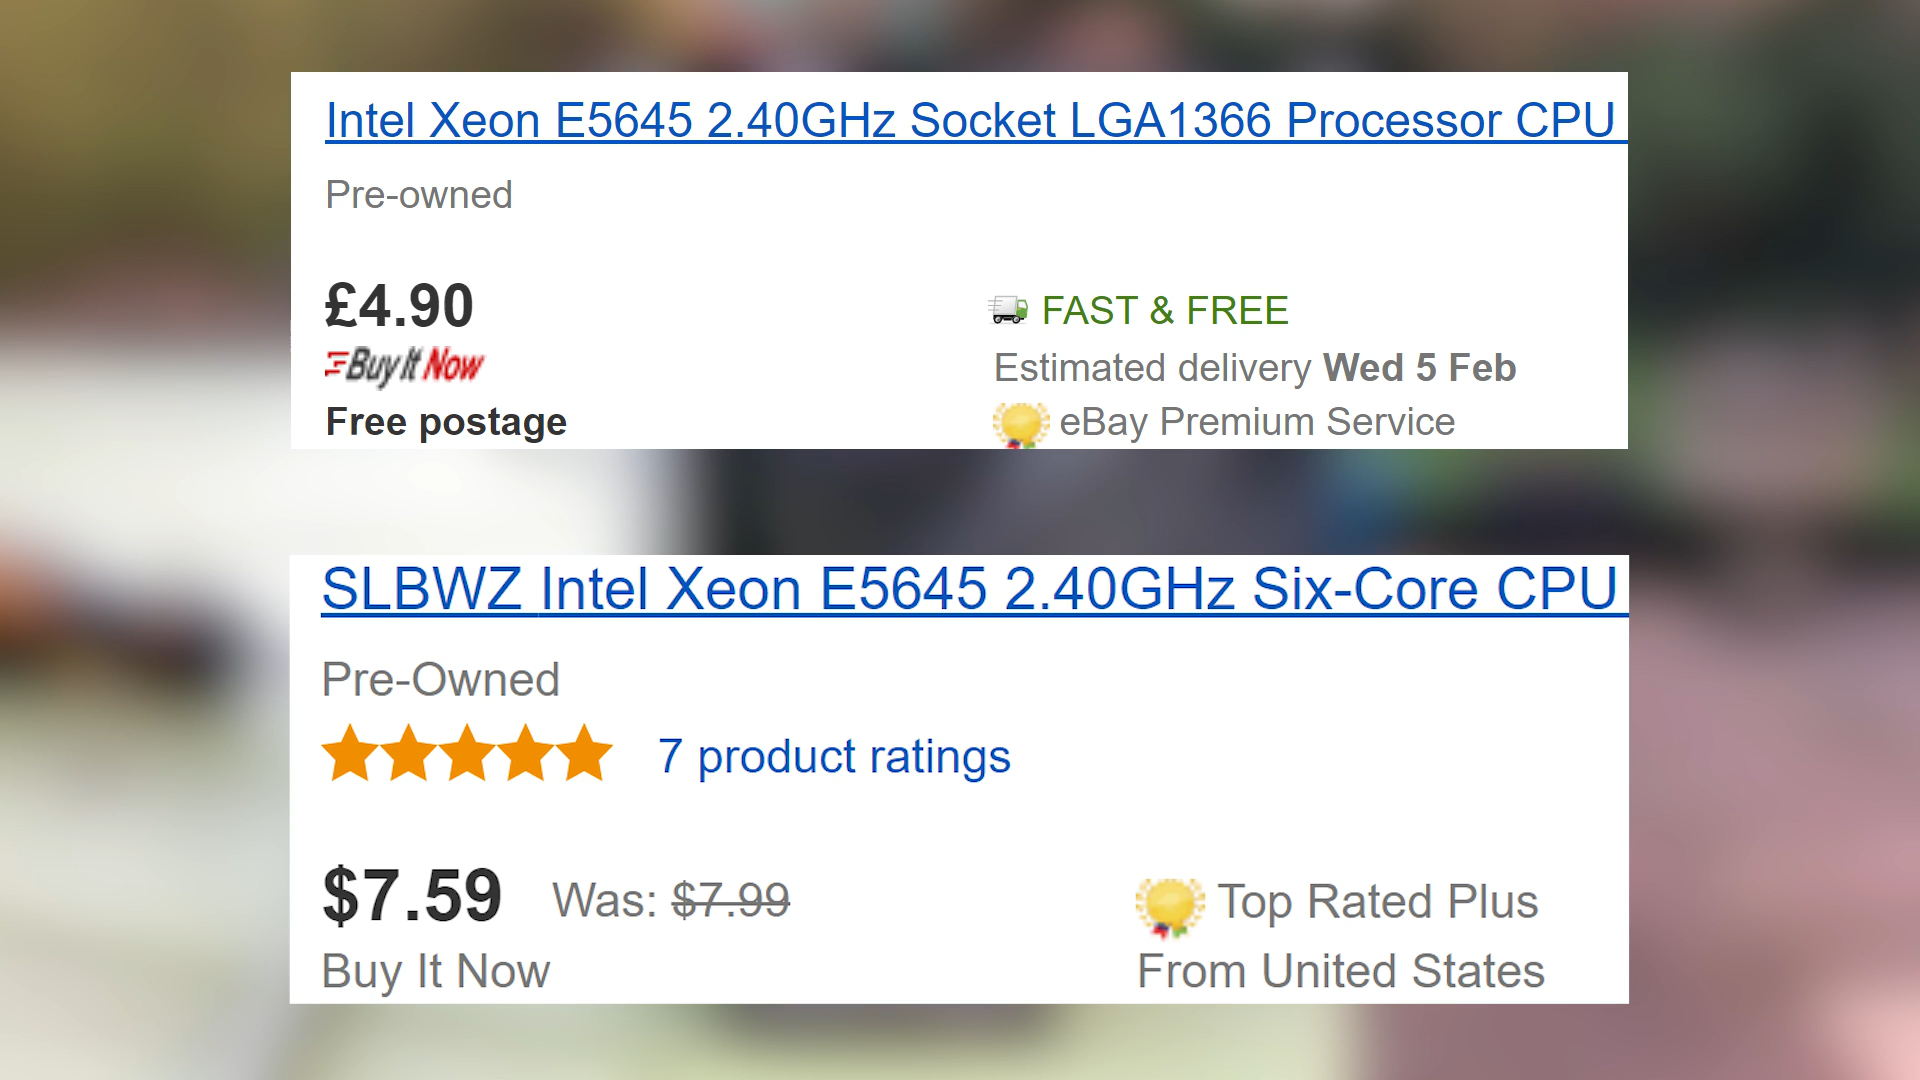 Intel Xeon E5645 2.40GHz Socket LGA1366 Processor CPU
Pre-owned
£4.90
Buy It Now
Free postage
FAST & FREE
Estimated delivery Wed 5 Feb
eBay Premium Service
SLBWZ Intel Xeon E5645 2.40GHz Six-Core CPU
Pre-Owned
7 product ratings
$7.59 Was: $7.99
Buy It Now
Top Rated Plus
From United States